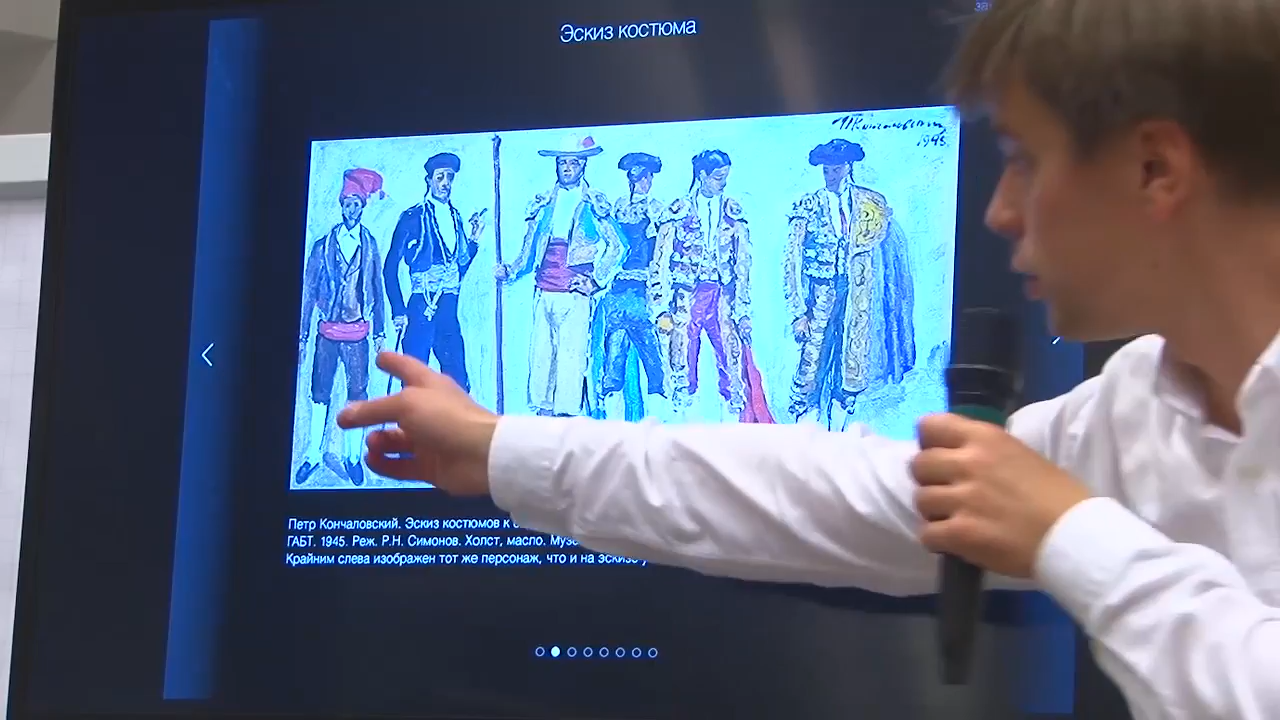 Эскиз костюма
1945
Петр Кончаловский. Эскиз костюмов к
ГАБТ. 1945. Реж. Р.Н. Симонов. Холст, масло.
Крайним слева изображен тот же персонаж, что и на эскизе